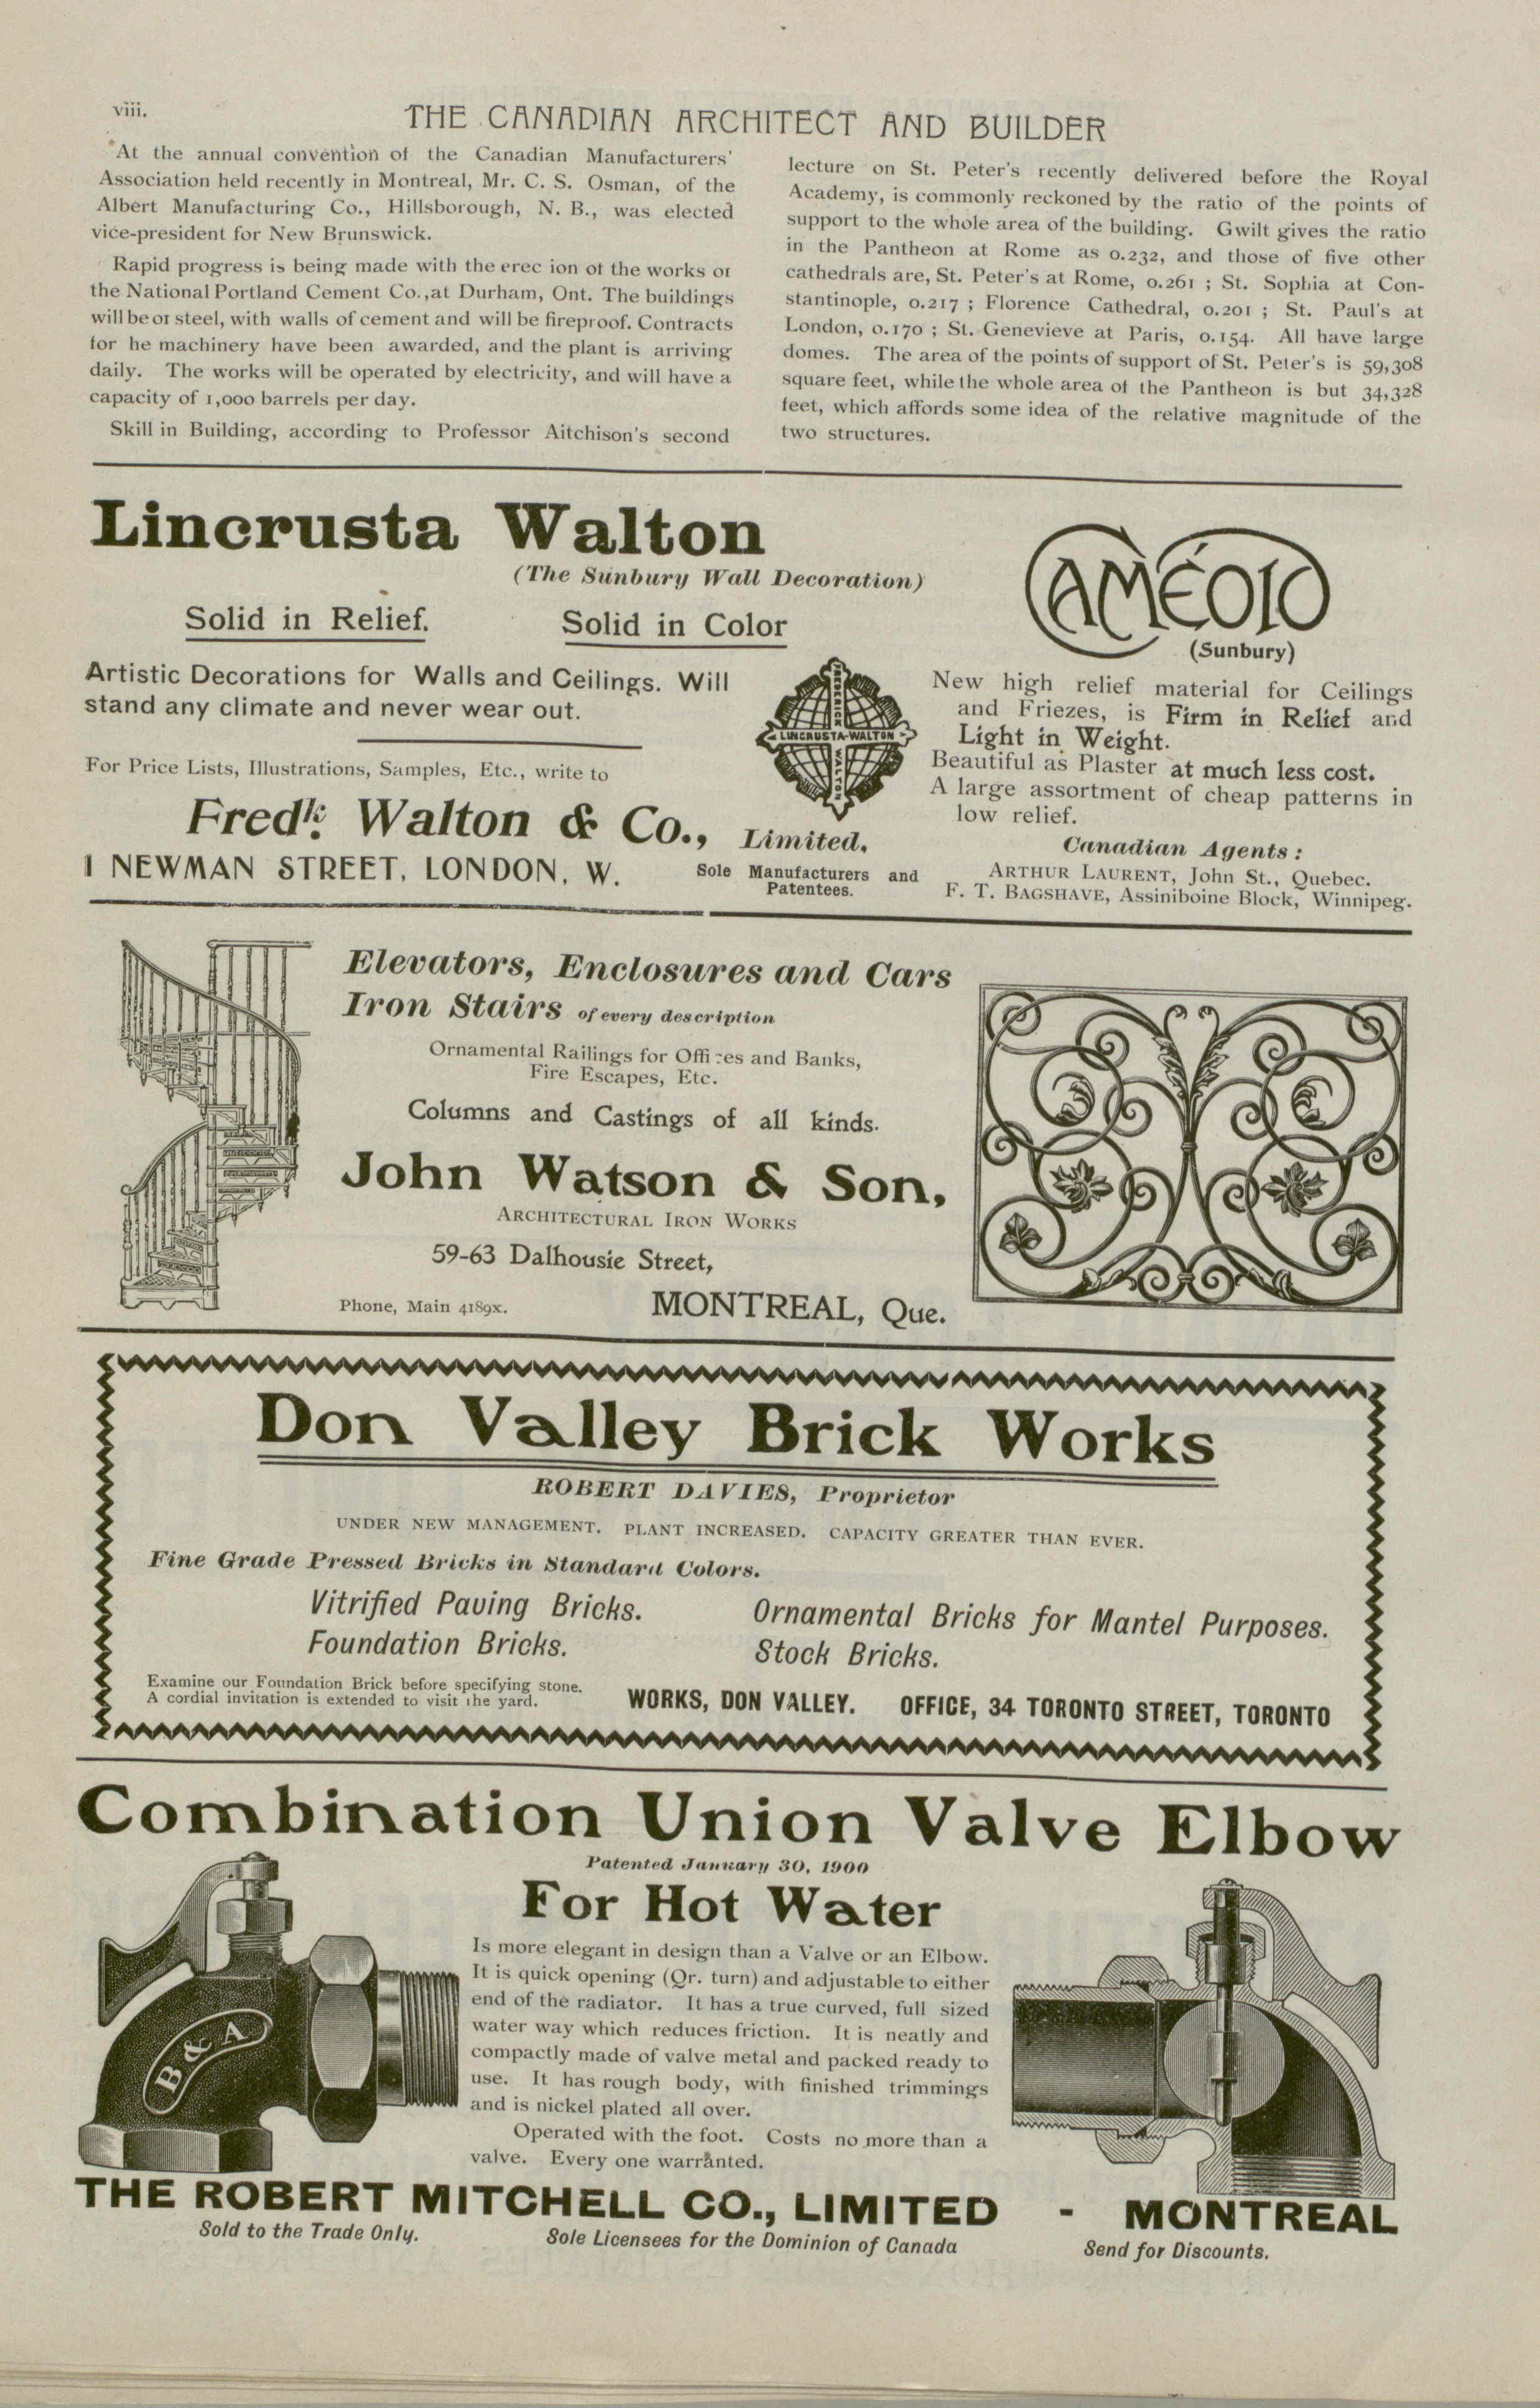 viii.
THE CANADIAN ARCHITECT AND BUILDER
At the annual convention of the Canadian Manufacturers'
Association held recently in Montreal, Mr. C. S. Osman, of the
Albert Manufacturing Co., Hillsborough, N. B., was elected
vice-president for New Brunswick.
Rapid progress is being made with the erec ion of the works of
the National Portland Cement Co., at Durham, Ont. The buildings
will be of steel, with walls of cement and will be fireproof. Contracts
for he machinery have been awarded, and the plant is arriving
daily. The works will be operated by electricity, and will have a
capacity of 1,000 barrels per day.
Skill in Building, according to Professor Aitchison's second
lecture on St. Peter's recently delivered before the Royal
Academy, is commonly reckoned by the ratio of the points of
support to the whole area of the building. Gwilt gives the ratio
in the Pantheon at Rome as 0.232, and those of five other
cathedrals are, St. Peter's at Rome, 0.261 ; St. Sophia at Con-
stantinople, 0.217 ; Florence Cathedral, 0.201 ; St. Paul's at
London, 0.170 ; St. Genevieve at Paris, 0.154. All have large
domes. The area of the points of support of St. Peter's is 59,308
square feet, while the whole area of the Pantheon is but 34,328
feet, which affords some idea of the relative magnitude of the
two structures.
Lincrusta Walton
(The Sunbury Wall Decoration)
Solid in Relief. Solid in Color
Artistic Decorations for Walls and Ceilings. Will
stand any climate and never wear out.
For Price Lists, Illustrations, Samples, Etc., write to
Fredk. Walton & Co., Limited.
1 NEWMAN STREET, LONDON, W.
Sole Manufacturers and
Patentees.
FREDERICK
LINCRUSTA-WALTON
WALTON
CAMÉOID
(Sunbury)
New high relief material for Ceilings
and Friezes, is Firm in Relief and
Light in Weight.
Beautiful as Plaster at much less cost.
A large assortment of cheap patterns in
low relief.
Canadian Agents :
ARTHUR LAURENT, John St., Quebec.
F. T. BAGSHAVE, Assiniboine Block, Winnipeg.
Elevators, Enclosures and Cars
Iron Stairs of every description
Ornamental Railings for Offices and Banks,
Fire Escapes, Etc.
Columns and Castings of all kinds.
John Watson & Son,
ARCHITECTURAL IRON WORKS
59-63 Dalhousie Street,
Phone, Main 4189x. MONTREAL, Que.
Don Valley Brick Works
ROBERT DAVIES, Proprietor
UNDER NEW MANAGEMENT. PLANT INCREASED. CAPACITY GREATER THAN EVER.
Fine Grade Pressed Bricks in Standard Colors.
Vitrified Paving Bricks. Ornamental Bricks for Mantel Purposes.
Foundation Bricks. Stock Bricks.
Examine our Foundation Brick before specifying stone.
A cordial invitation is extended to visit the yard.
WORKS, DON VALLEY. OFFICE, 34 TORONTO STREET, TORONTO
Combination Union Valve Elbow
Patented January 30, 1900
For Hot Water
Is more elegant in design than a Valve or an Elbow.
It is quick opening (Qr. turn) and adjustable to either
end of the radiator. It has a true curved, full sized
water way which reduces friction. It is neatly and
compactly made of valve metal and packed ready to
use. It has rough body, with finished trimmings
and is nickel plated all over.
Operated with the foot. Costs no more than a
valve. Every one warranted.
B & A
THE ROBERT MITCHELL CO., LIMITED - MONTREAL
Sold to the Trade Only. Sole Licensees for the Dominion of Canada Send for Discounts.